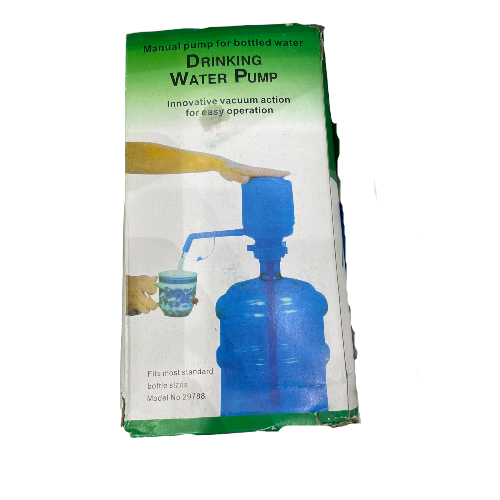 Manual pump for bottled water
DRINKING
WATER PUMP
Innovative vacuum action
for easy operation
Fits most standard
bottle sizes
Model No 29788